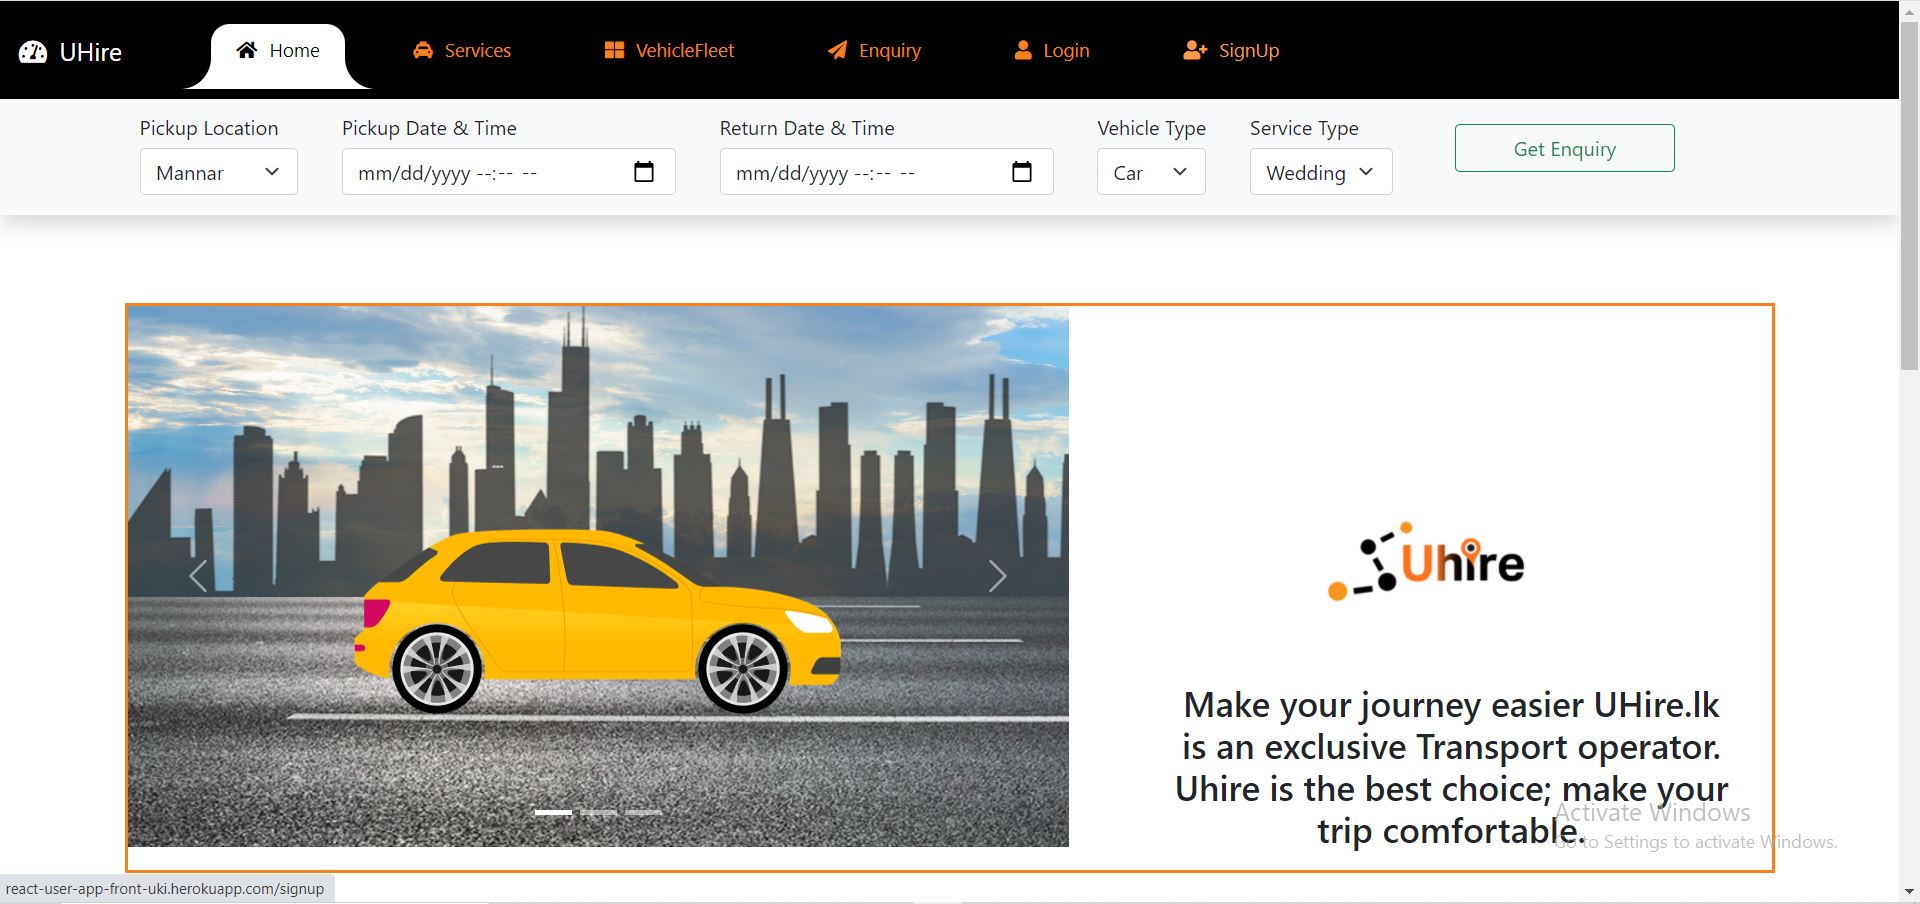 UHire
Home
Services
VehicleFleet
Enquiry
Login
SignUp
Pickup Location
Pickup Date & Time
Return Date & Time
Vehicle Type
Service Type
Mannar
mm/dd/yyyy --:-- --
mm/dd/yyyy --:-- --
Car
Wedding
Get Enquiry
Uhire
Make your journey easier UHire.lk
is an exclusive Transport operator.
Uhire is the best choice; make your
trip comfortable.
Activate Windows
Go to Settings to activate Windows.
react-user-app-front-uki.herokuapp.com/signup